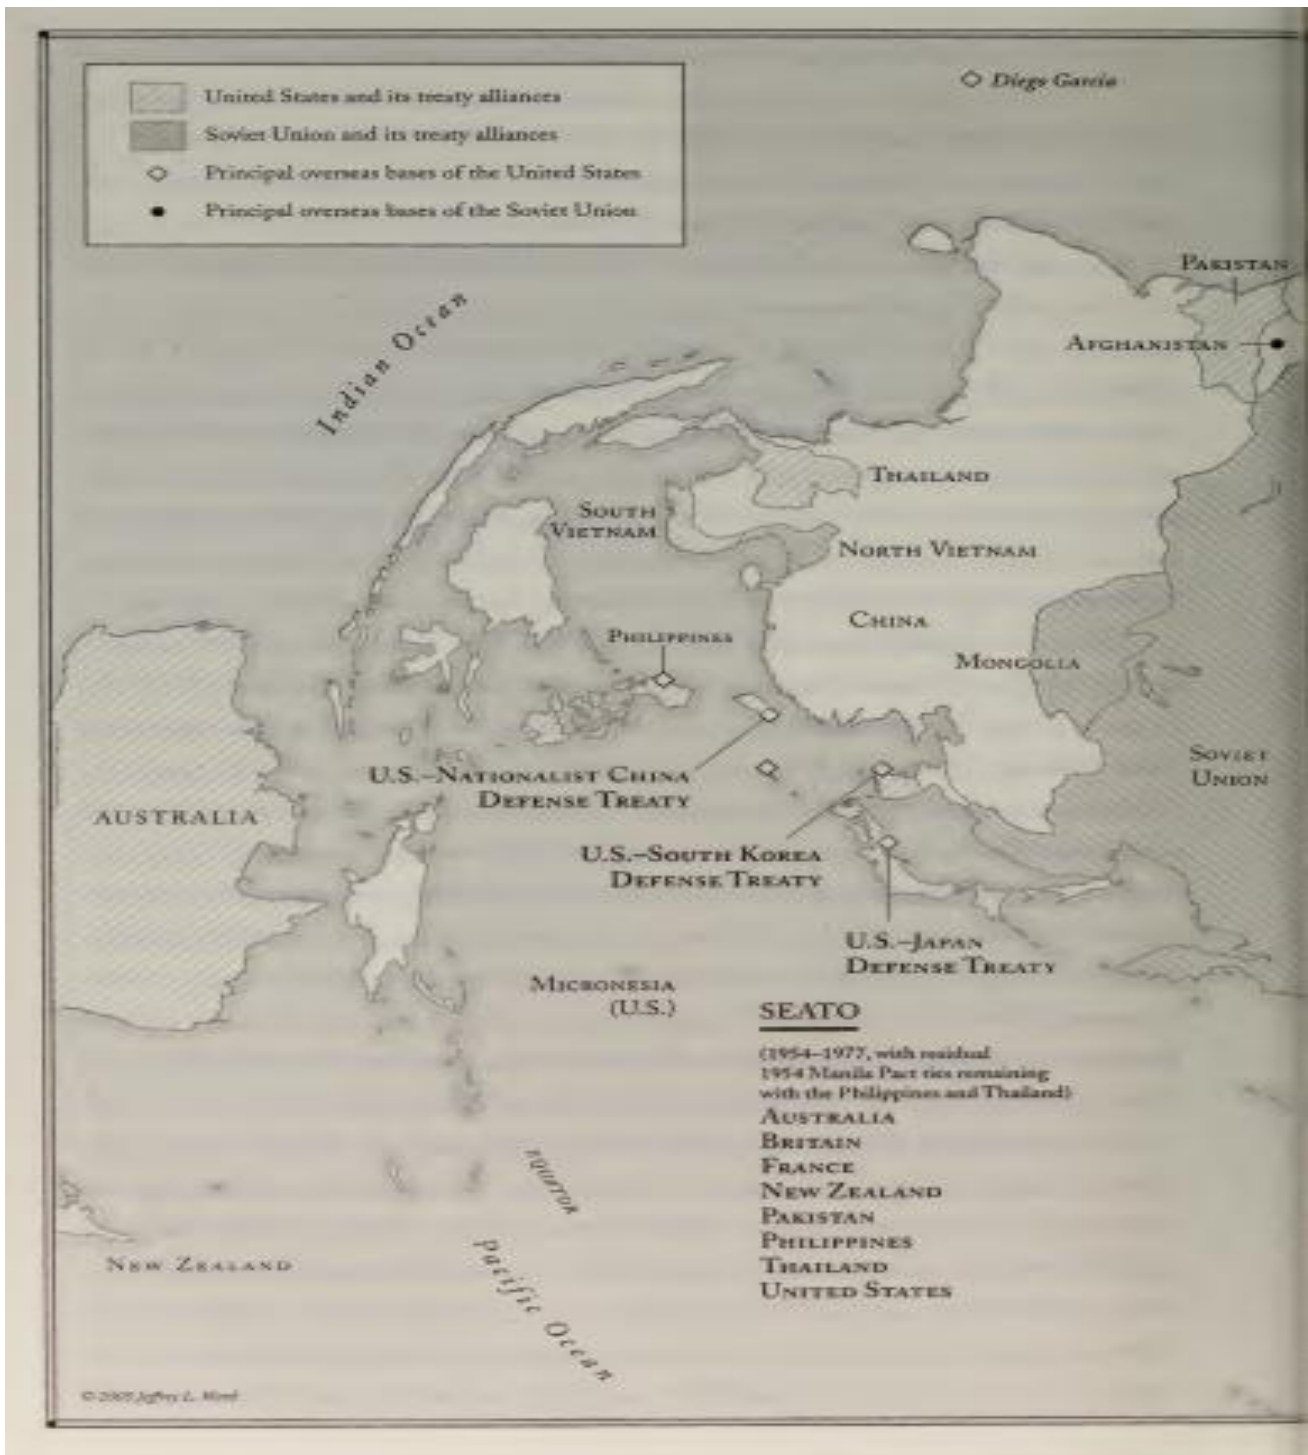 United States and its treaty alliances
Soviet Union and its treaty alliances
Principal overseas bases of the United States
Principal overseas bases of the Soviet Union
Diego Garcia
PAKISTAN
AFGHANISTAN
Indian Ocean
THAILAND
SOUTH
VIETNAM
NORTH VIETNAM
CHINA
PHILIPPINES
MONGOLIA
SOVIET
UNION
U.S.–NATIONALIST CHINA
DEFENSE TREATY
AUSTRALIA
U.S.–SOUTH KOREA
DEFENSE TREATY
U.S.–JAPAN
DEFENSE TREATY
MICRONESIA
(U.S.)
SEATO
(1954–1977, with residual
1954 Manila Pact ties remaining
with the Philippines and Thailand)
AUSTRALIA
BRITAIN
FRANCE
NEW ZEALAND
PAKISTAN
PHILIPPINES
THAILAND
UNITED STATES
EQUATOR
NEW ZEALAND
Pacific Ocean
© 2005 Jeffrey L. Ward